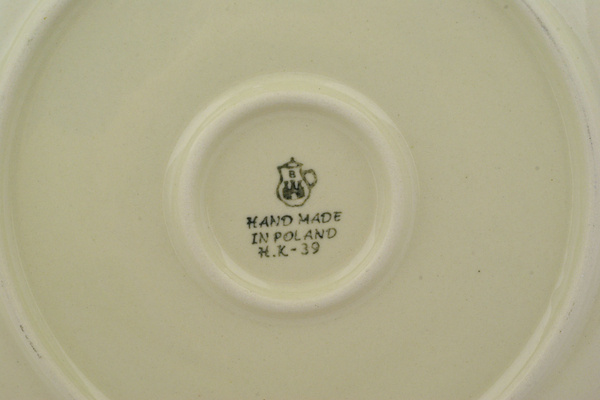 B
HAND MADE
IN POLAND
H.K-39